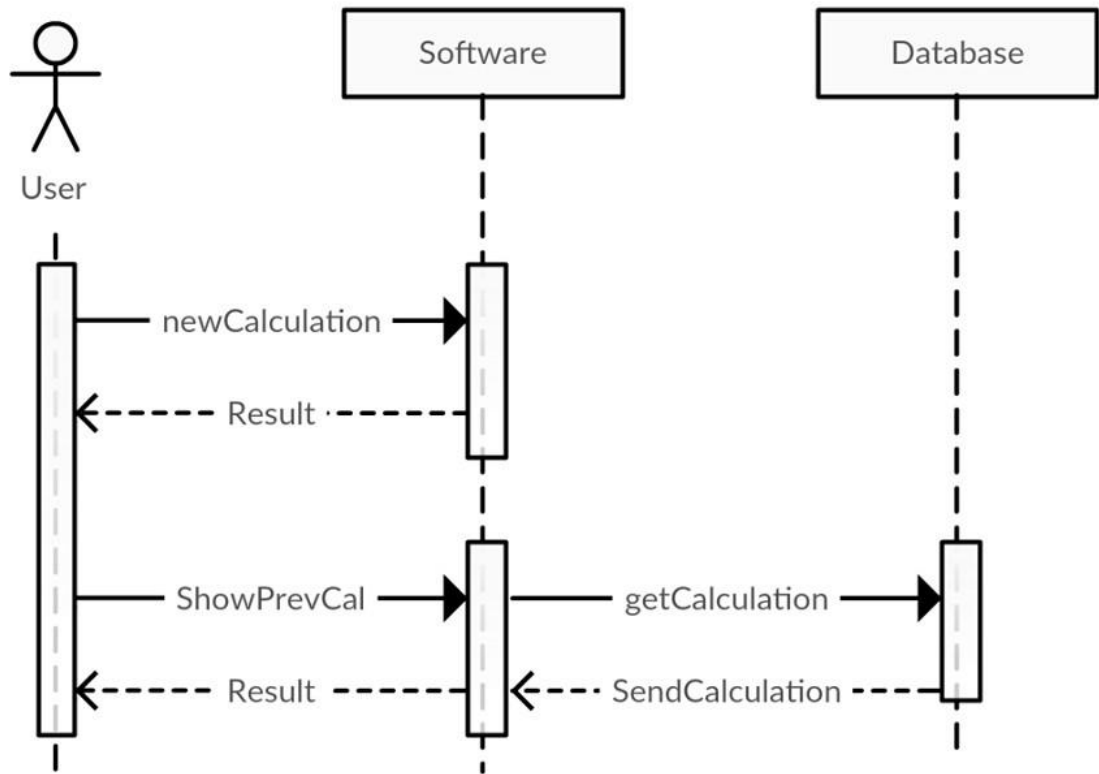 Software
Database
User
newCalculation
Result
ShowPrevCal
getCalculation
Result
SendCalculation